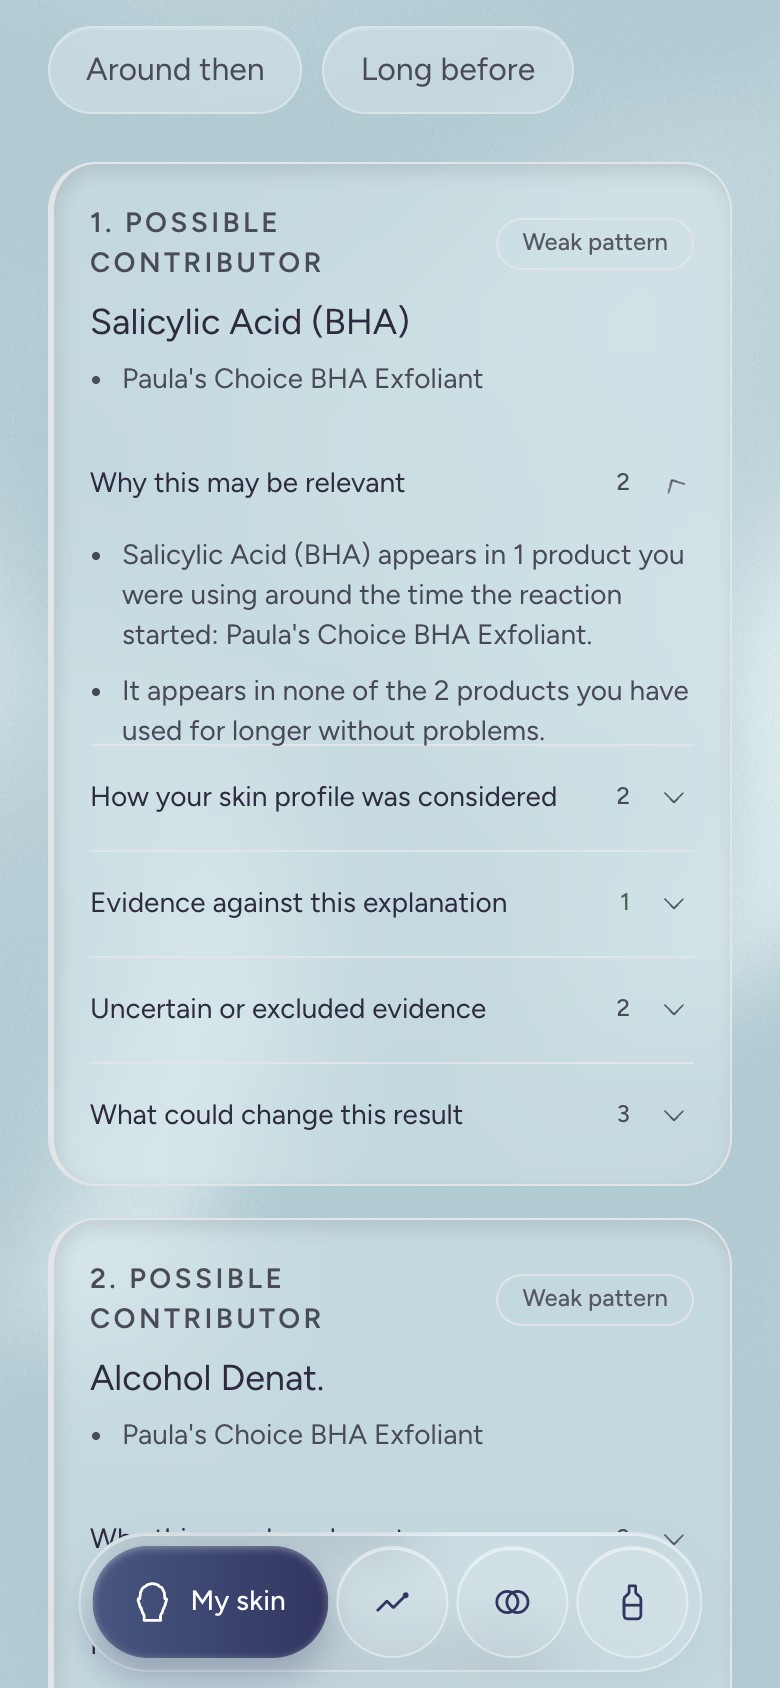 Around then
Long before
1. POSSIBLE
CONTRIBUTOR
Weak pattern
Salicylic Acid (BHA)
• Paula's Choice BHA Exfoliant
Why this may be relevant 2
• Salicylic Acid (BHA) appears in 1 product you
were using around the time the reaction
started: Paula's Choice BHA Exfoliant.
• It appears in none of the 2 products you have
used for longer without problems.
How your skin profile was considered 2
Evidence against this explanation 1
Uncertain or excluded evidence 2
What could change this result 3
2. POSSIBLE
CONTRIBUTOR
Weak pattern
Alcohol Denat.
• Paula's Choice BHA Exfoliant
My skin